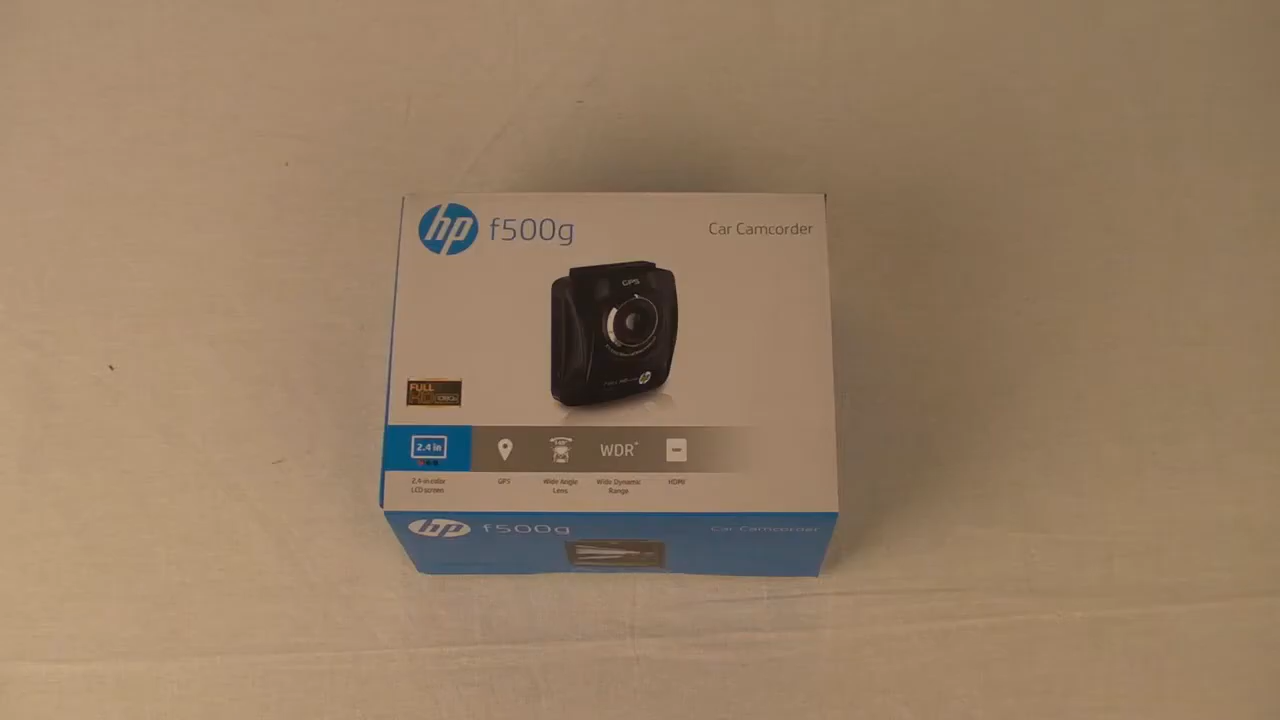 hp f500g Car Camcorder
GPS
FULL
HD 1080p
2.4 in
WDR+
2.4-in color
LCD screen
GPS
Wide Angle
Lens
Wide Dynamic
Range
HDMI
hp f500g Car Camcorder